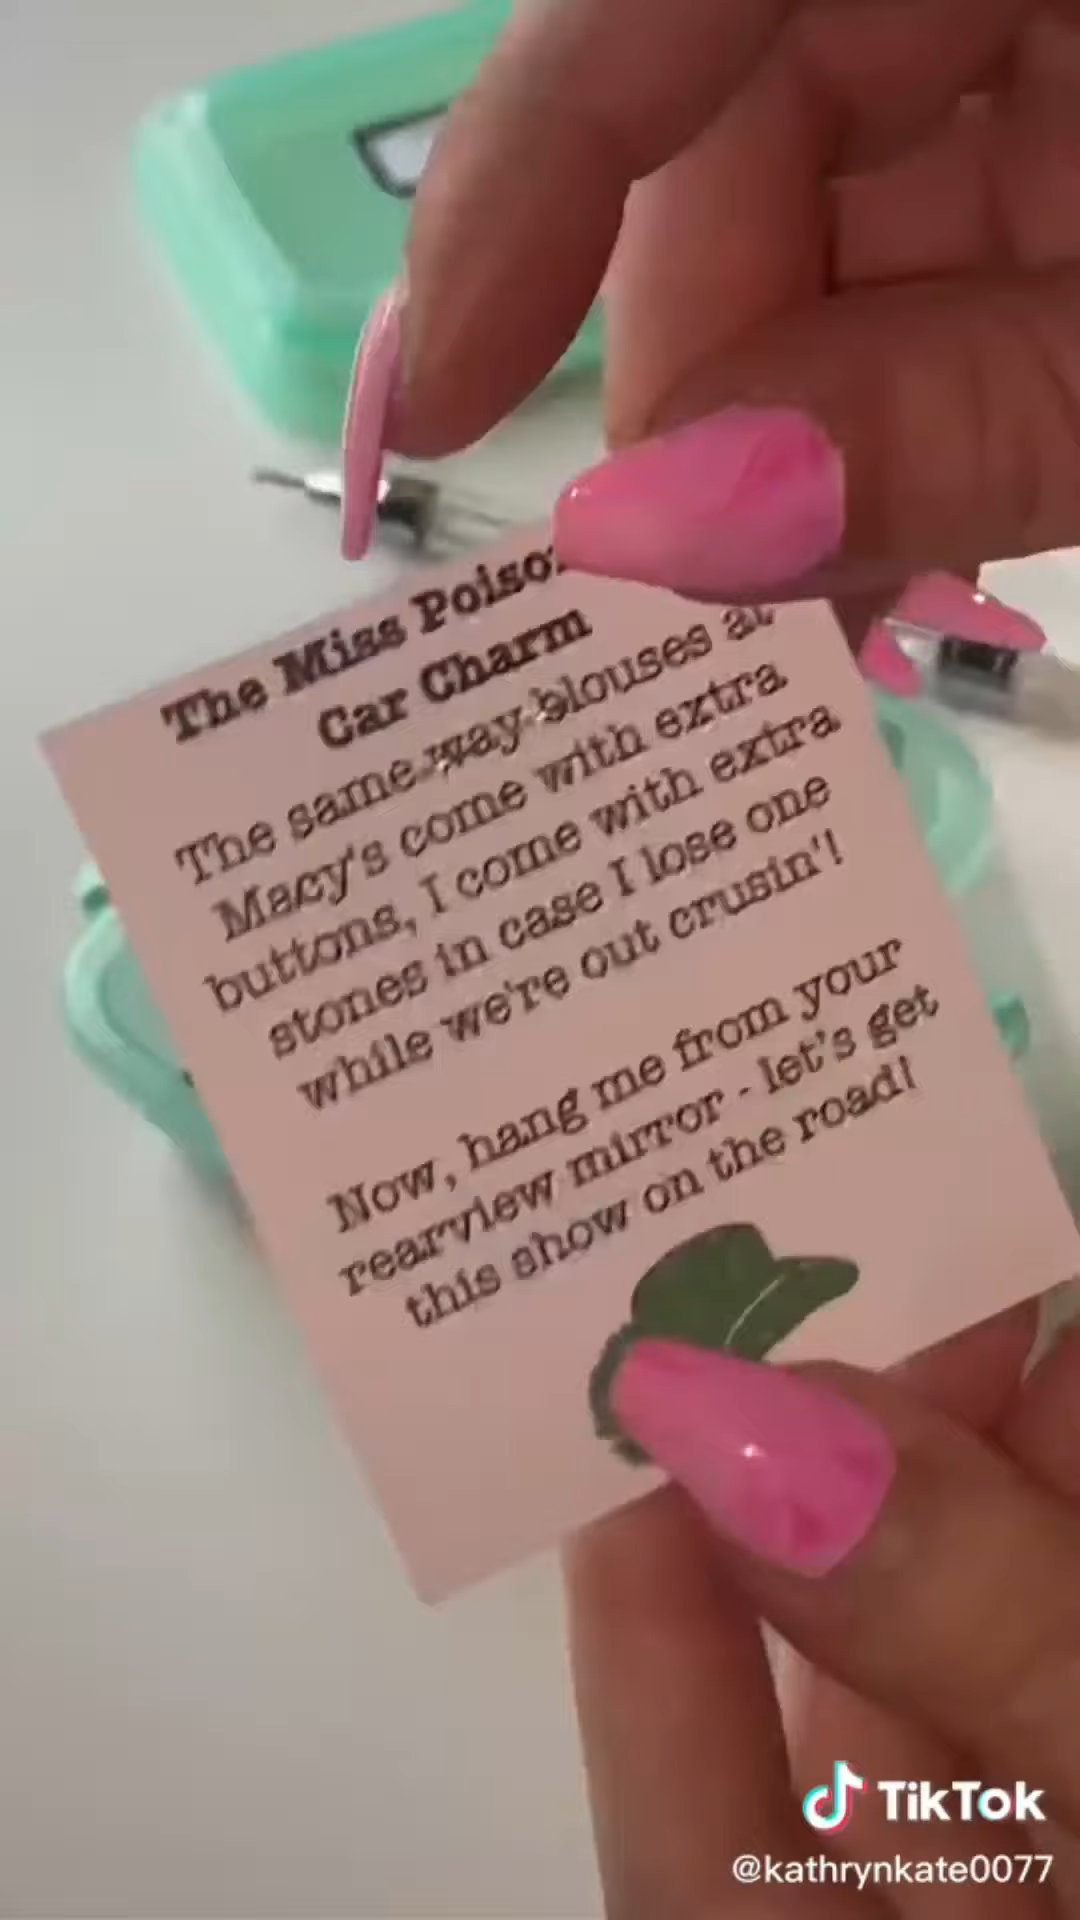 The Miss Poiso
Car Charm
The same way blouses at
Macy's come with extra
buttons, I come with extra
stones in case I lose one
while we're out crusin'!
Now, hang me from your
rearview mirror - let's get
this show on the road!
TikTok
@kathrynkate0077